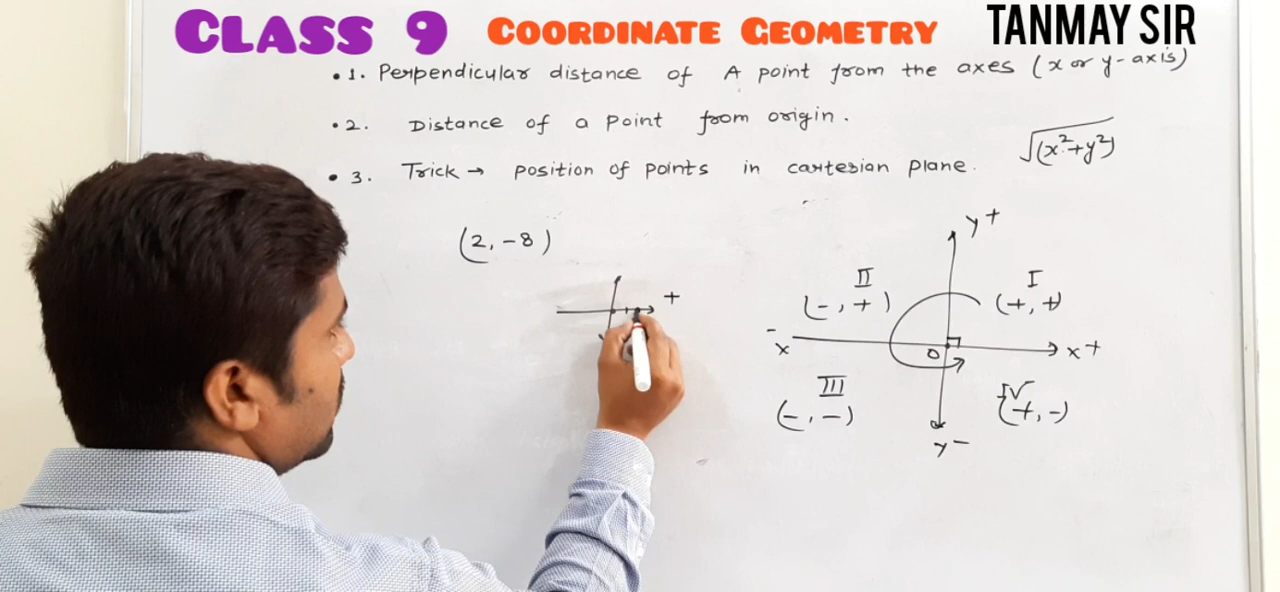 CLASS 9 COORDINATE GEOMETRY TANMAY SIR
• 1. Perpendicular distance of A point from the axes (x or y-axis)
• 2. Distance of a point from origin.
√(x²+y²)
• 3. Trick → position of points in cartesian plane.
(2, -8)
+
y+
II
(-, +)
I
(+, +)
-x
O
x+
III
(-, -)
IV
(+, -)
y-